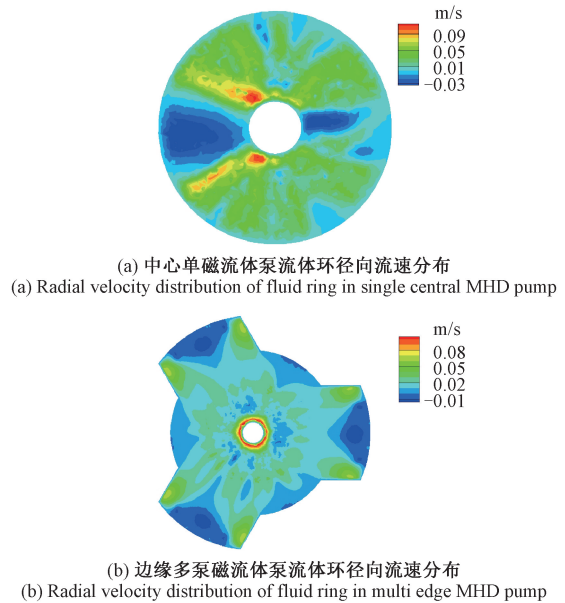 m/s
0.09
0.05
0.01
−0.03
(a) 中心单磁流体泵流体环径向流速分布
(a) Radial velocity distribution of fluid ring in single central MHD pump
m/s
0.08
0.05
0.02
−0.01
(b) 边缘多泵磁流体泵流体环径向流速分布
(b) Radial velocity distribution of fluid ring in multi edge MHD pump